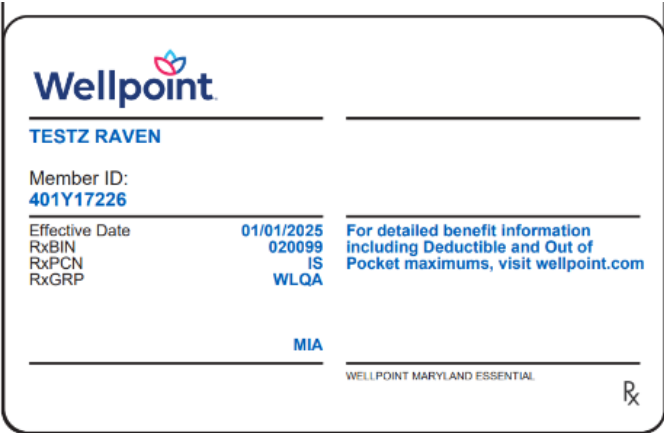 Wellpoint
TESTZ RAVEN
Member ID:
401Y17226
Effective Date 01/01/2025
RxBIN 020099
RxPCN IS
RxGRP WLQA
MIA
For detailed benefit information
including Deductible and Out of
Pocket maximums, visit wellpoint.com
WELLPOINT MARYLAND ESSENTIAL
Rx